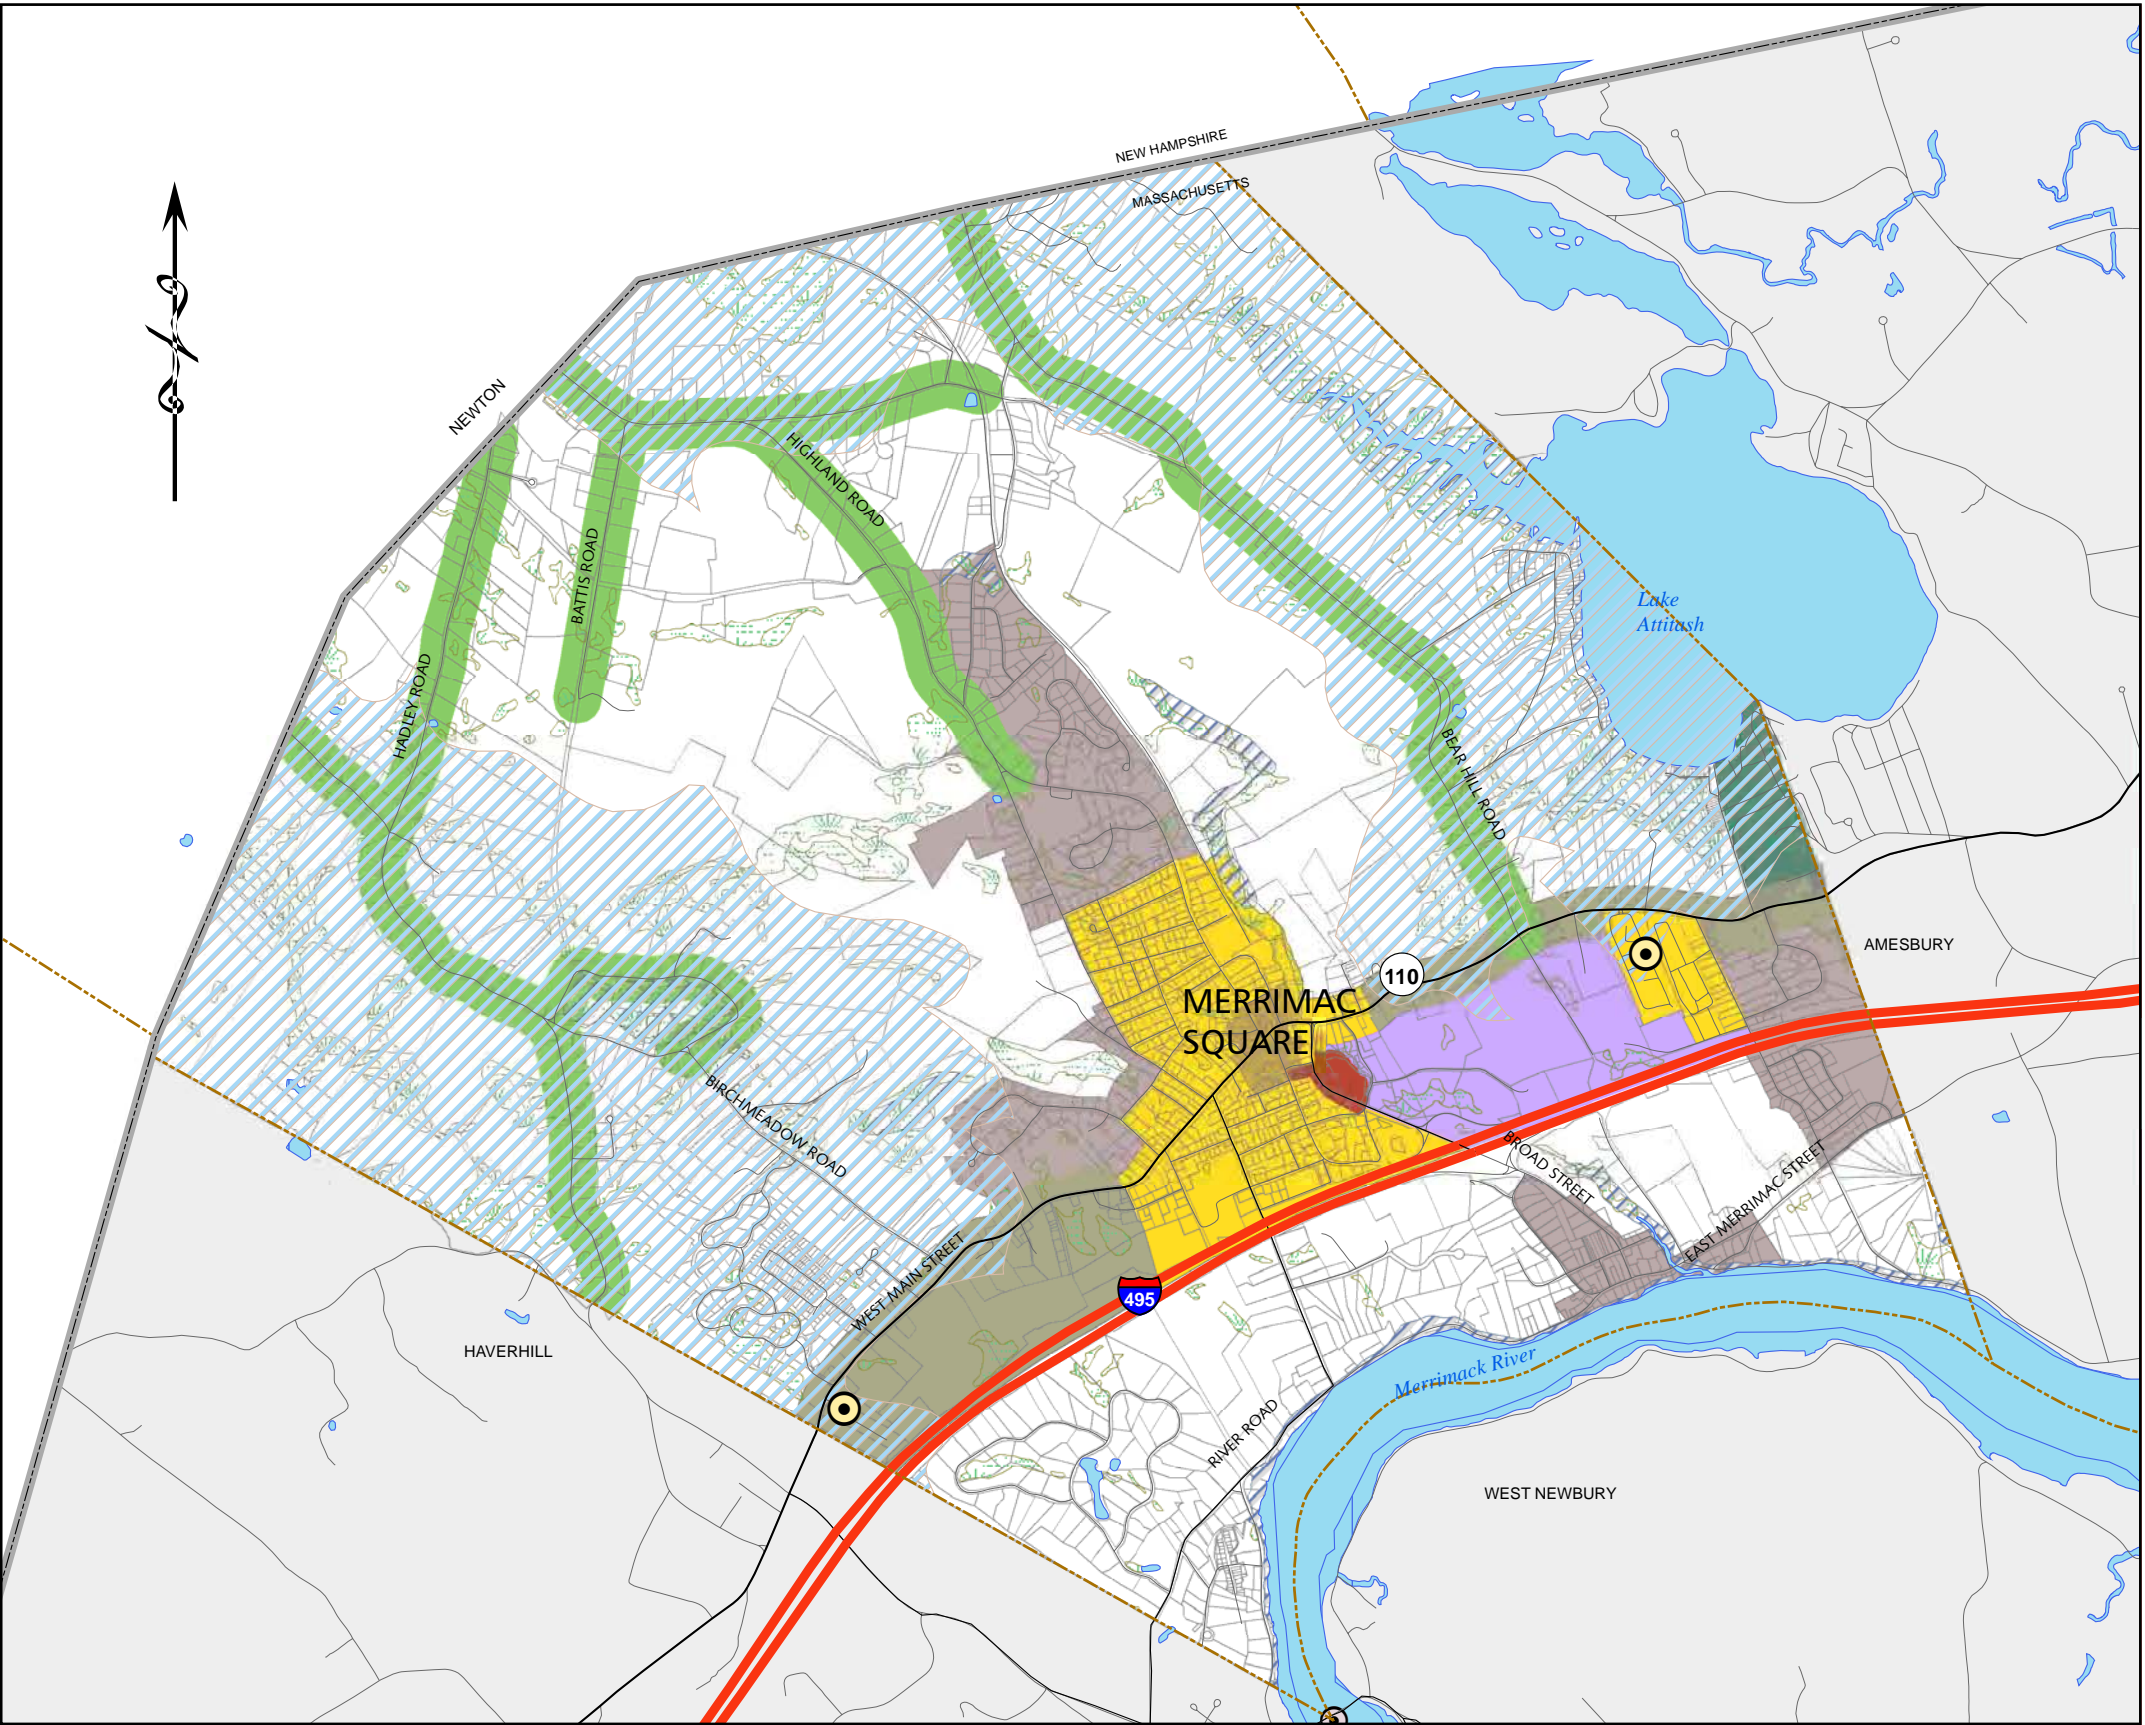 NEW HAMPSHIRE
MASSACHUSETTS
NEWTON
HIGHLAND ROAD
BATTIS ROAD
HADLEY ROAD
Lake
Attitash
BEAR HILL ROAD
AMESBURY
110
MERRIMAC
SQUARE
BIRCHMEADOW ROAD
BROAD STREET
EAST MERRIMAC STREET
WEST MAIN STREET
495
HAVERHILL
Merrimack River
RIVER ROAD
WEST NEWBURY